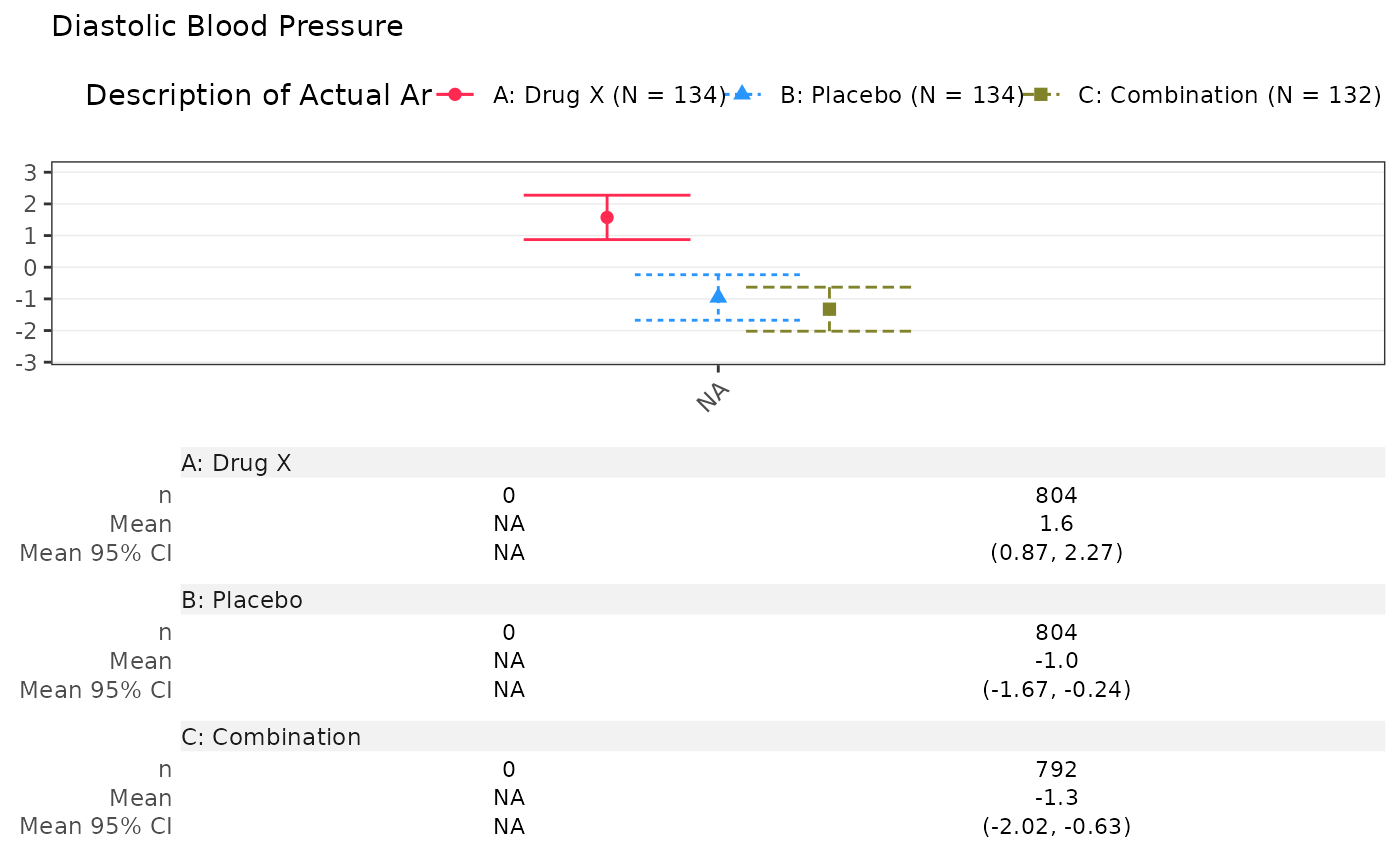 Diastolic Blood Pressure
Description of Actual Ar A: Drug X (N = 134) B: Placebo (N = 134) C: Combination (N = 132)
3
2
1
0
-1
-2
-3
NA
A: Drug X
n 0 804
Mean NA 1.6
Mean 95% CI NA (0.87, 2.27)
B: Placebo
n 0 804
Mean NA -1.0
Mean 95% CI NA (-1.67, -0.24)
C: Combination
n 0 792
Mean NA -1.3
Mean 95% CI NA (-2.02, -0.63)